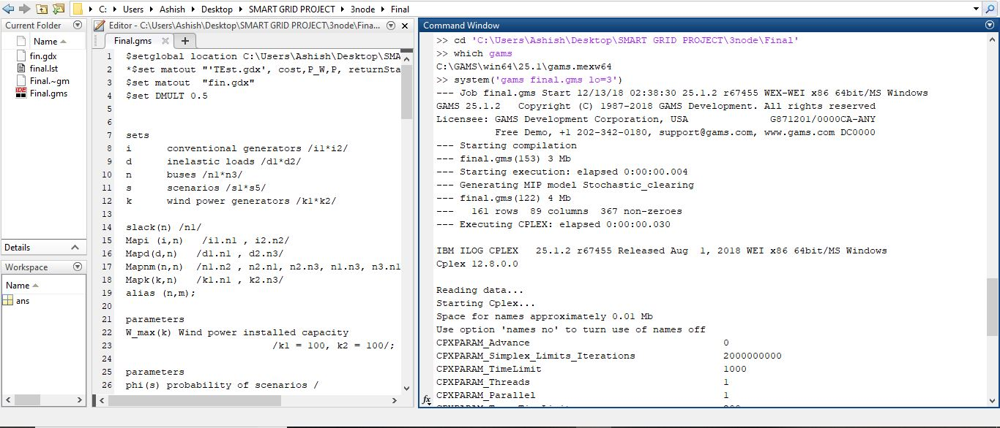 C: Users Ashish Desktop SMART GRID PROJECT 3node Final
Current Folder
Name
fin.gdx
final.lst
Final.~gm
IDE
Final.gms
Details
Workspace
Name
ans
Editor - C:\Users\Ashish\Desktop\SMART GRID PROJECT\3node\Fina...
Final.gms
1 $setglobal location C:\Users\Ashish\Desktop\SMA
2 *$set matout "'TEst.gdx', cost,P_W,P, returnSta
3 $set matout "fin.gdx"
4 $set DMULT 0.5
5
6
7 sets
8 i conventional generators /i1*i2/
9 d inelastic loads /d1*d2/
10 n buses /n1*n3/
11 s scenarios /s1*s5/
12 k wind power generators /k1*k2/
13
14 slack(n) /n1/
15 Mapi (i,n) /i1.n1 , i2.n2/
16 Mapd(d,n) /d1.n1 , d2.n3/
17 Mapnm(n,n) /n1.n2 , n2.n1, n2.n3, n1.n3, n3.n1
18 Mapk(k,n) /k1.n1 , k2.n3/
19 alias (n,m);
20
21 parameters
22 W_max(k) Wind power installed capacity
23 /k1 = 100, k2 = 100/;
24
25 parameters
26 phi(s) probability of scenarios /
Command Window
>> cd 'C:\Users\Ashish\Desktop\SMART GRID PROJECT\3node\Final'
>> which gams
C:\GAMS\win64\25.1\gams.mexw64
>> system('gams final.gms lo=3')
--- Job final.gms Start 12/13/18 02:38:30 25.1.2 r67455 WEX-WEI x86 64bit/MS Windows
GAMS 25.1.2 Copyright (C) 1987-2018 GAMS Development. All rights reserved
Licensee: GAMS Development Corporation, USA G871201/0000CA-ANY
Free Demo, +1 202-342-0180, support@gams.com, www.gams.com DC0000
--- Starting compilation
--- final.gms(153) 3 Mb
--- Starting execution: elapsed 0:00:00.004
--- Generating MIP model Stochastic_clearing
--- final.gms(122) 4 Mb
--- 161 rows 89 columns 367 non-zeroes
--- Executing CPLEX: elapsed 0:00:00.030
IBM ILOG CPLEX 25.1.2 r67455 Released Aug 1, 2018 WEI x86 64bit/MS Windows
Cplex 12.8.0.0
Reading data...
Starting Cplex...
Space for names approximately 0.01 Mb
Use option 'names no' to turn use of names off
CPXPARAM_Advance 0
CPXPARAM_Simplex_Limits_Iterations 2000000000
CPXPARAM_TimeLimit 1000
CPXPARAM_Threads 1
CPXPARAM_Parallel 1
fx